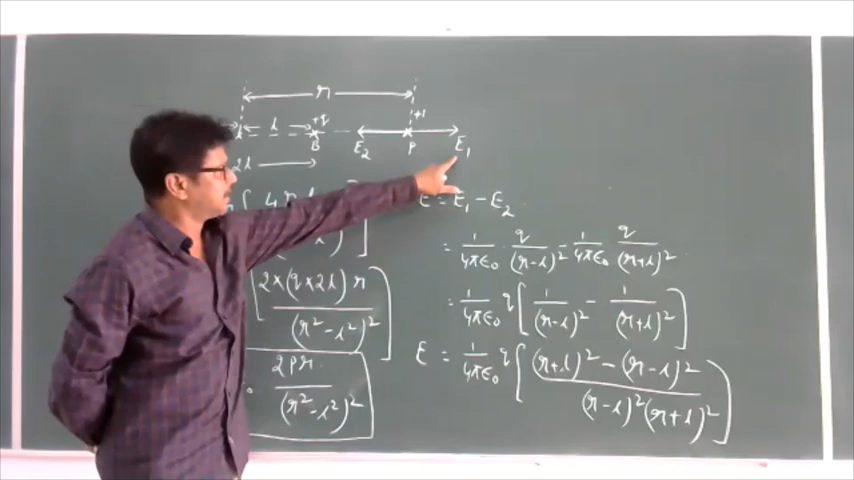 r
l +q +1
B E₂ P E₁
2l
4rl
E = E₁ - E₂
= 1/4πε₀ q/(r-l)² - 1/4πε₀ q/(r+l)²
= 1/4πε₀ q [ 1/(r-l)² - 1/(r+l)² ]
E = 1/4πε₀ q [ (r+l)² - (r-l)² / (r-l)²(r+l)² ]
[ 2×(q×2l)r / (r²-l²)² ]
2pr / (r²-l²)²